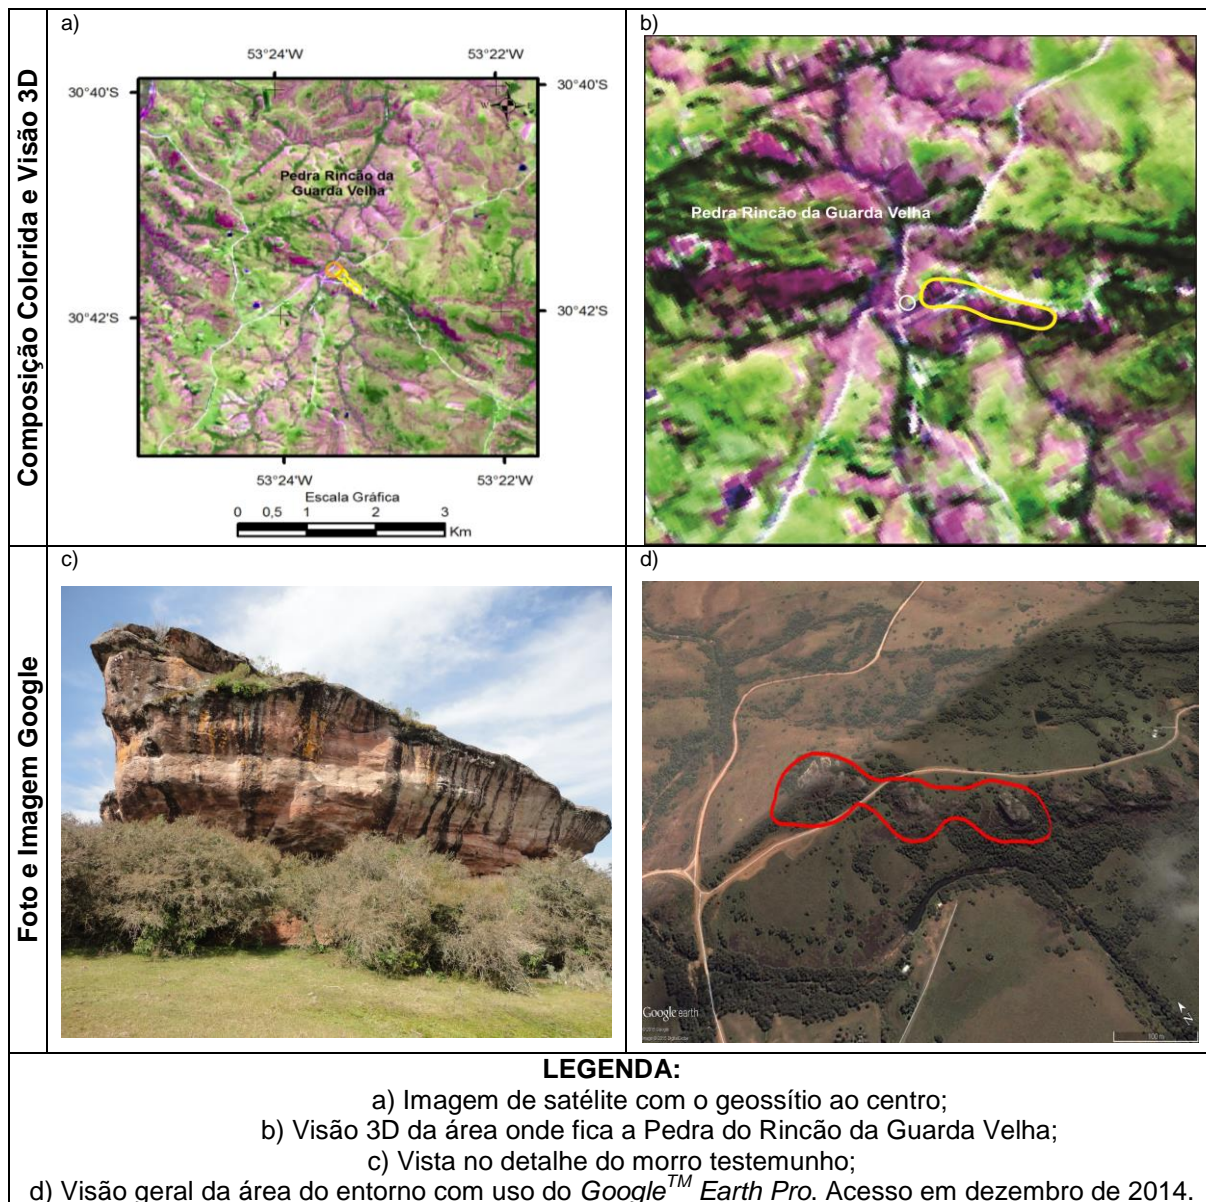 Composição Colorida e Visão 3D
a)
53°24'W
53°22'W
30°40'S
30°40'S
Pedra Rincão da
Guarda Velha
30°42'S
30°42'S
53°24'W
53°22'W
Escala Gráfica
0 0,5 1 2 3
Km
b)
Pedra Rincão da Guarda Velha
Foto e Imagem Google
c)
d)
Google earth
100 m
N
LEGENDA:
a) Imagem de satélite com o geossítio ao centro;
b) Visão 3D da área onde fica a Pedra do Rincão da Guarda Velha;
c) Vista no detalhe do morro testemunho;
d) Visão geral da área do entorno com uso do Google™ Earth Pro. Acesso em dezembro de 2014.